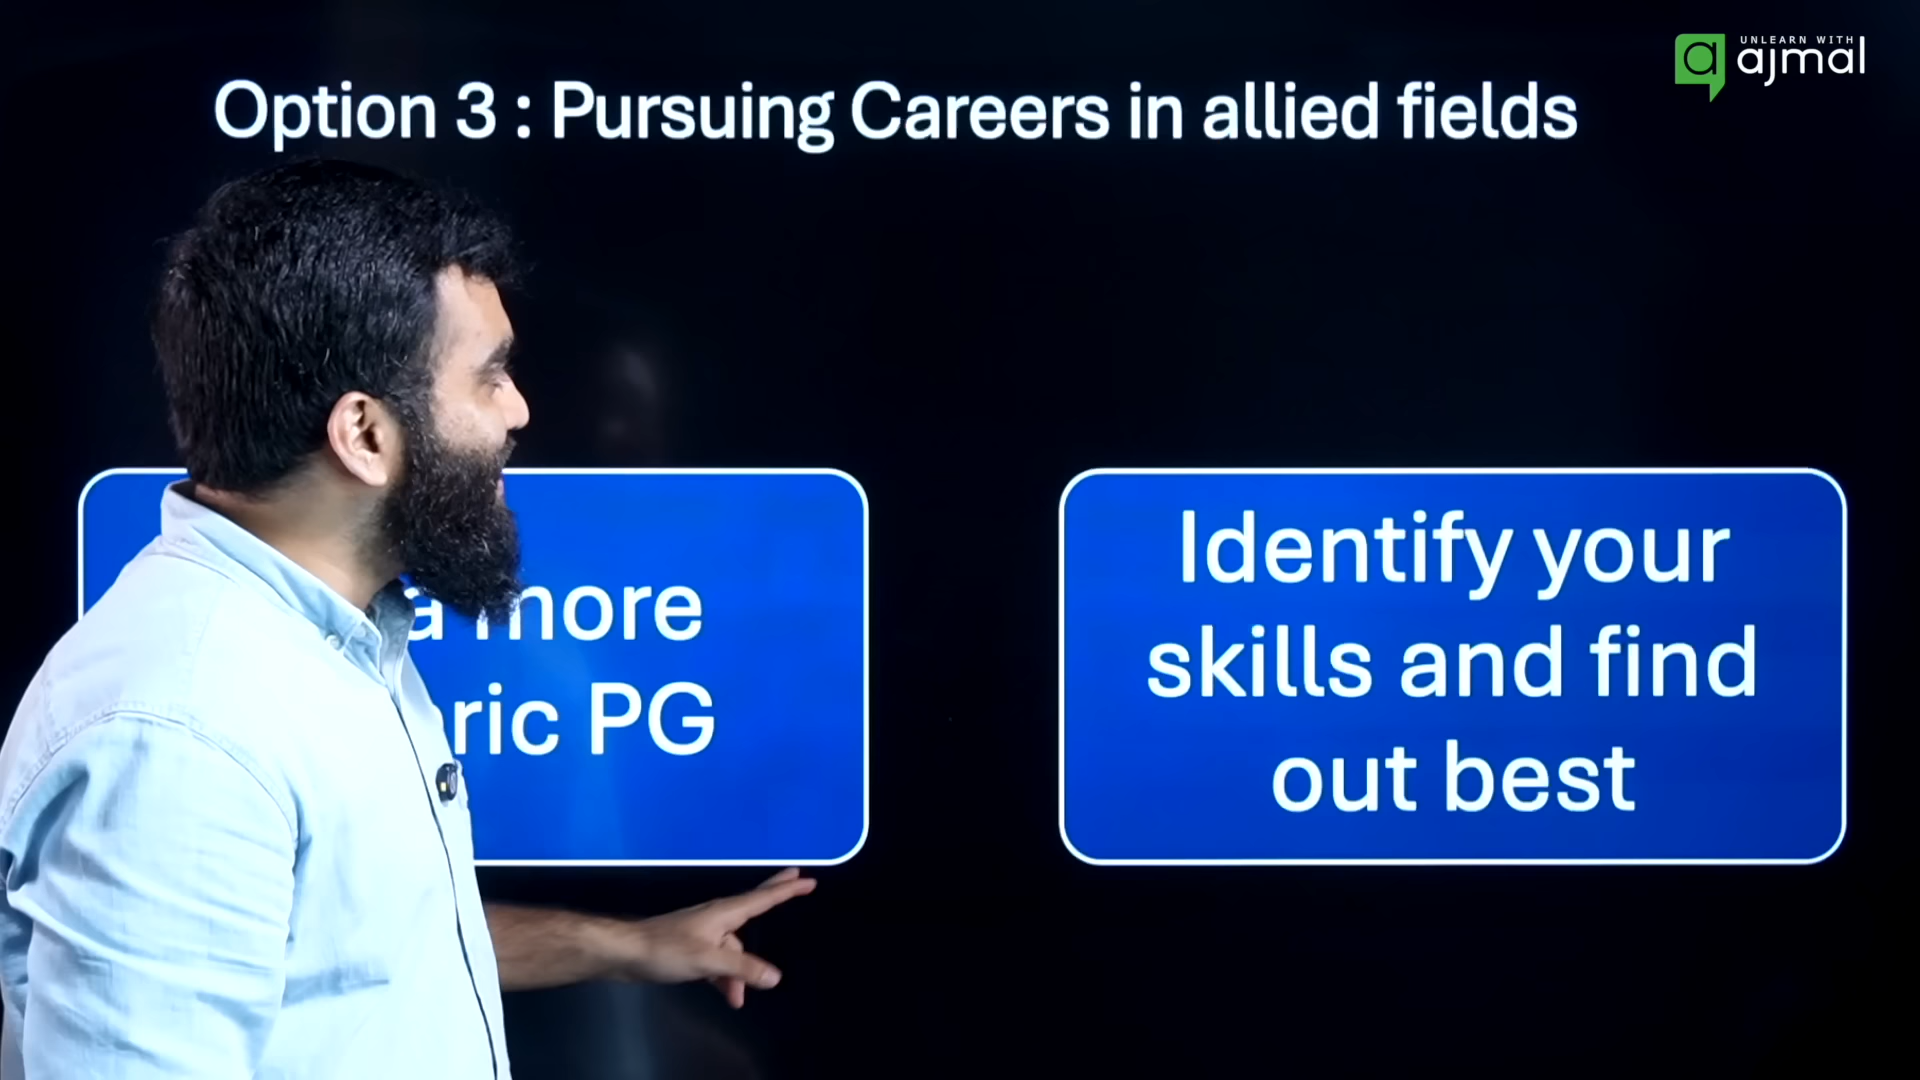 UNLEARN WITH
ajmal
Option 3 : Pursuing Careers in allied fields
a more
PG
Identify your
skills and find
out best